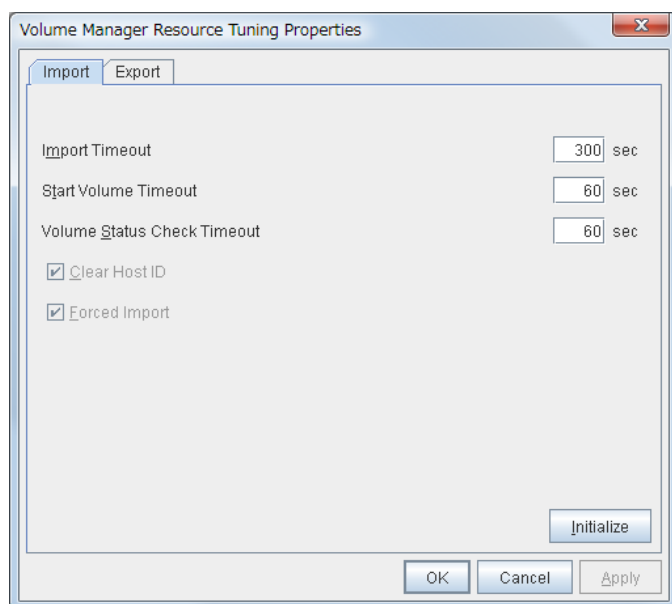 Volume Manager Resource Tuning Properties
Import Export
Import Timeout 300 sec
Start Volume Timeout 60 sec
Volume Status Check Timeout 60 sec
Clear Host ID
Forced Import
Initialize
OK Cancel Apply